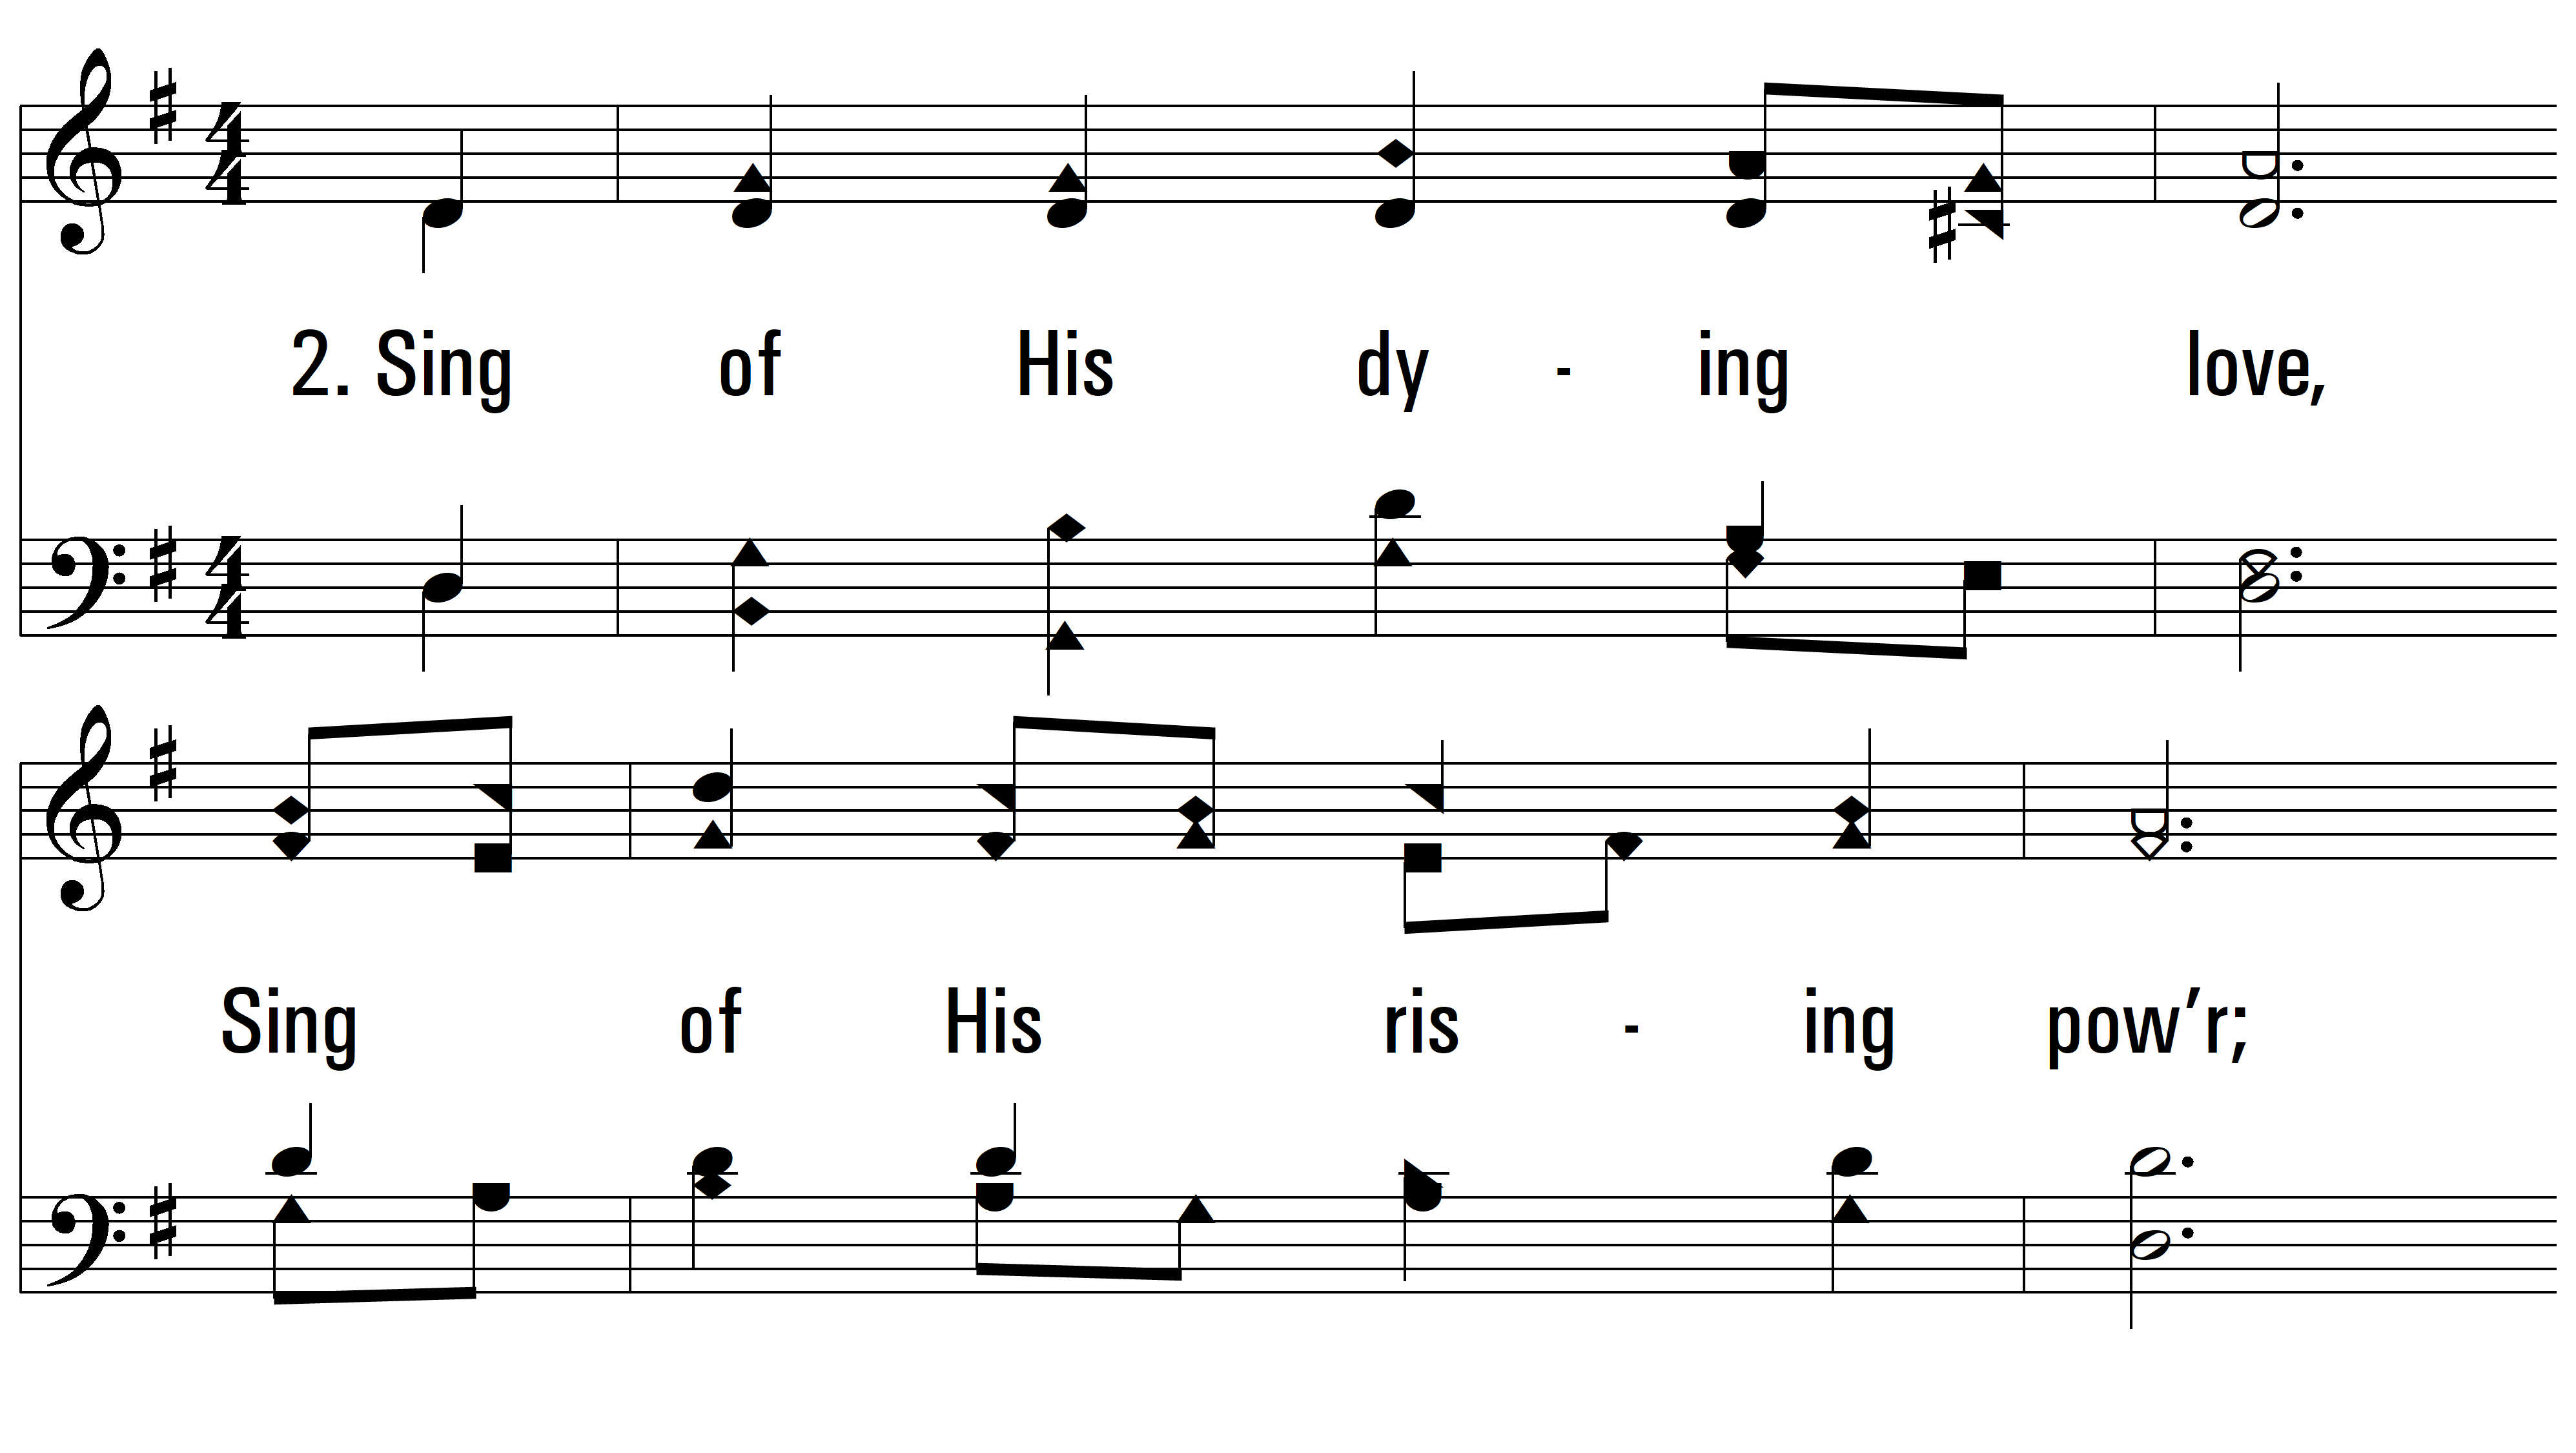 2. Sing of His dy - ing love,
Sing of His ris - ing pow’r;